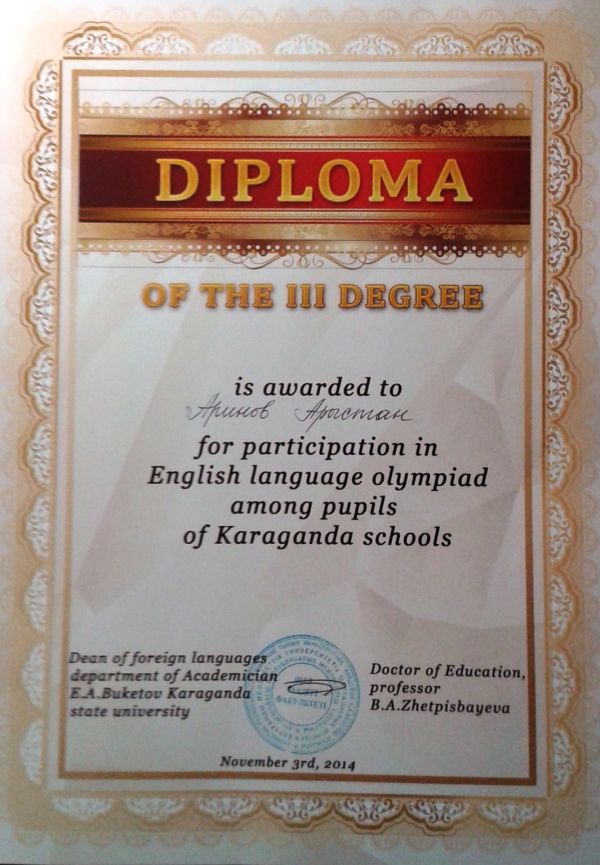 DIPLOMA
OF THE III DEGREE
is awarded to
Аринов Арыстан
for participation in
English language olympiad
among pupils
of Karaganda schools
Dean of foreign languages
department of Academician
E.A.Buketov Karaganda
state university
Doctor of Education,
professor
B.A.Zhetpisbayeva
November 3rd, 2014